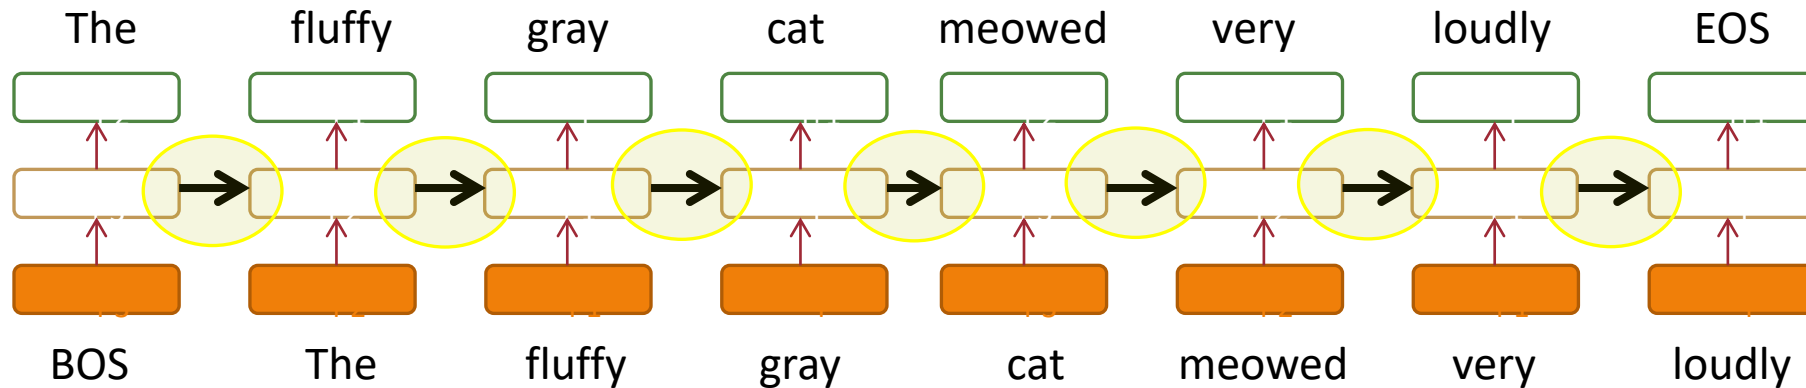 The fluffy gray cat meowed very loudly EOS
BOS The fluffy gray cat meowed very loudly